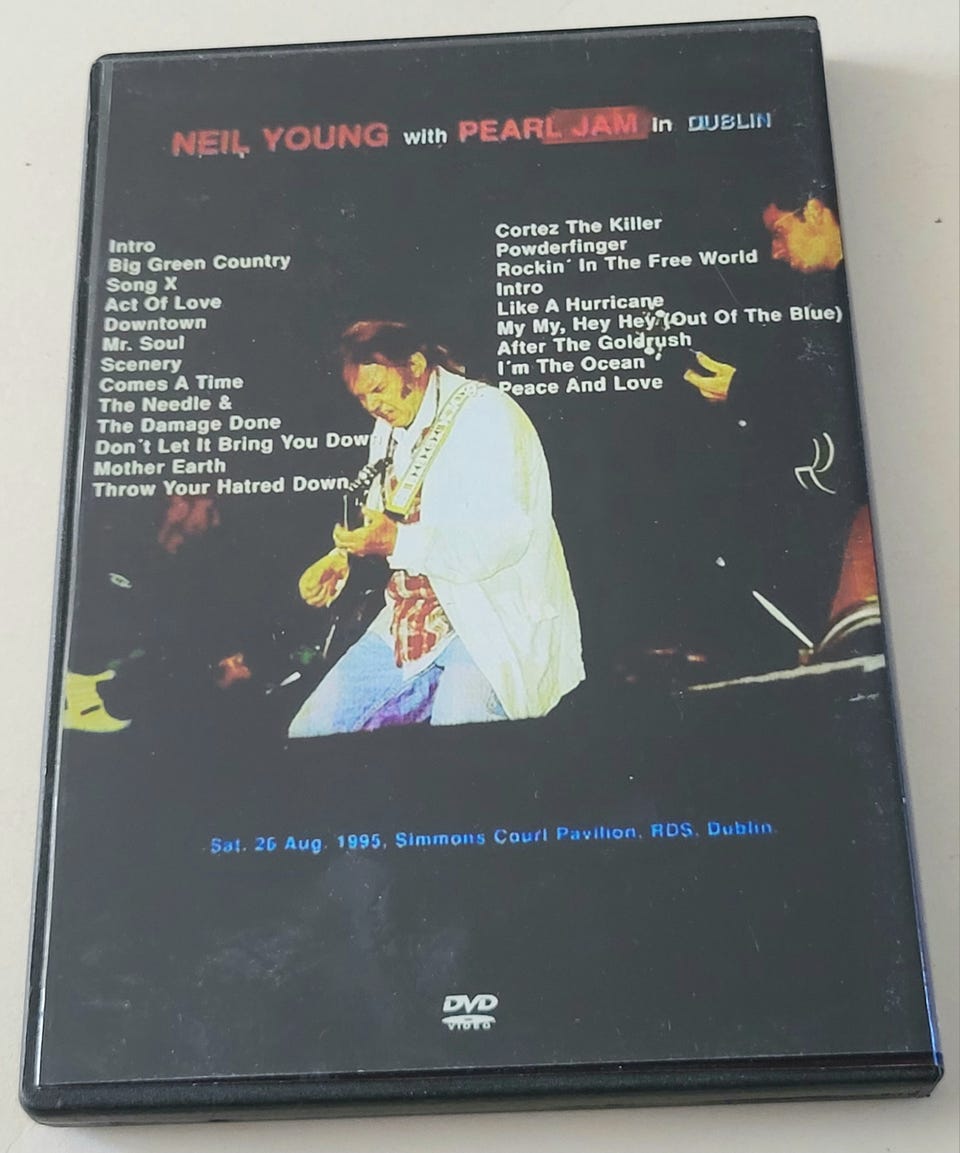 NEIL YOUNG with PEARL JAM in DUBLIN
Intro
Big Green Country
Song X
Act Of Love
Downtown
Mr. Soul
Scenery
Comes A Time
The Needle &
The Damage Done
Don´t Let It Bring You Dow
Mother Earth
Throw Your Hatred Down
Cortez The Killer
Powderfinger
Rockin´ In The Free World
Intro
Like A Hurricane
My My, Hey Hey (Out Of The Blue)
After The Goldrush
I´m The Ocean
Peace And Love
Sat. 26 Aug. 1995, Simmons Court Pavilion, RDS, Dublin
DVD
VIDEO